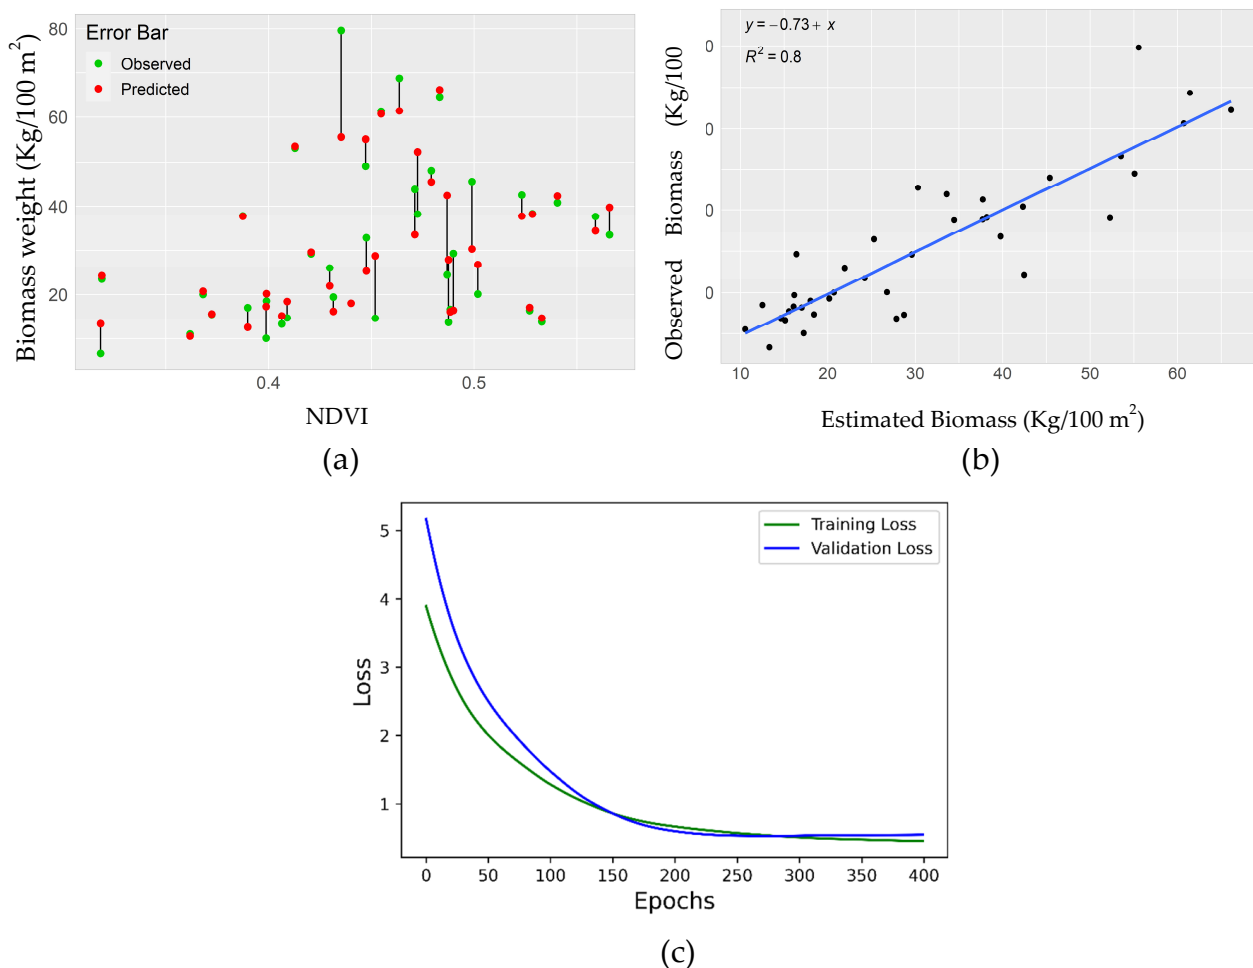 Error Bar
Observed
Predicted
Biomass weight (Kg/100 m²)
80
60
40
20
0.4
0.5
NDVI
(a)
y = −0.73 + x
R² = 0.8
Observed Biomass (Kg/100
0
0
0
0
10
20
30
40
50
60
Estimated Biomass (Kg/100 m²)
(b)
Training Loss
Validation Loss
Loss
5
4
3
2
1
0
50
100
150
200
250
300
350
400
Epochs
(c)